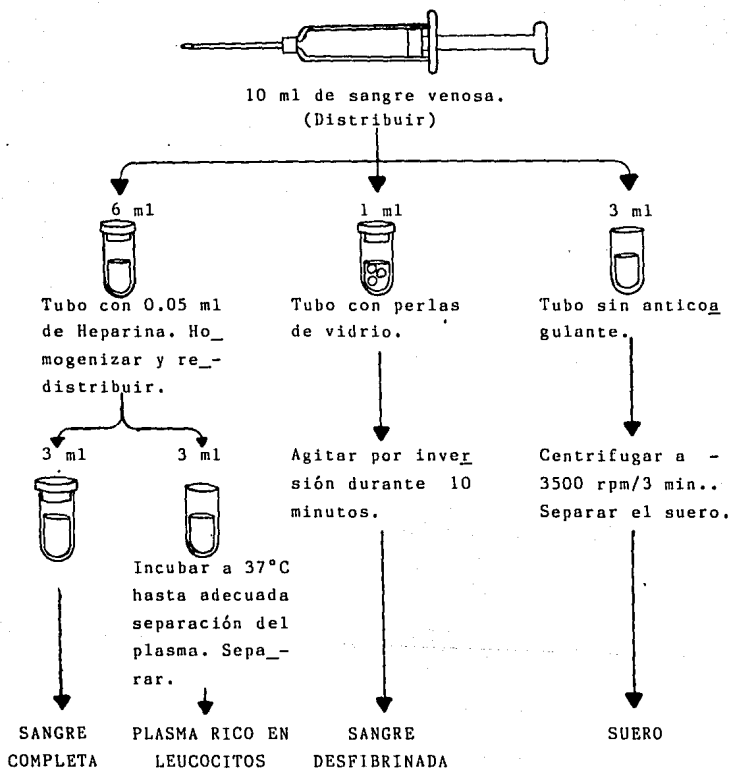 10 ml de sangre venosa.
(Distribuir)
6 ml
1 ml
3 ml
Tubo con 0.05 ml
de Heparina. Ho_
mogenizar y re_-
distribuir.
Tubo con perlas
de vidrio.
Tubo sin anticoa
gulante.
3 ml
3 ml
Agitar por inver
sión durante 10
minutos.
Centrifugar a -
3500 rpm/3 min..
Separar el suero.
Incubar a 37°C
hasta adecuada
separación del
plasma. Sepa_-
rar.
SANGRE
COMPLETA
PLASMA RICO EN
LEUCOCITOS
SANGRE
DESFIBRINADA
SUERO